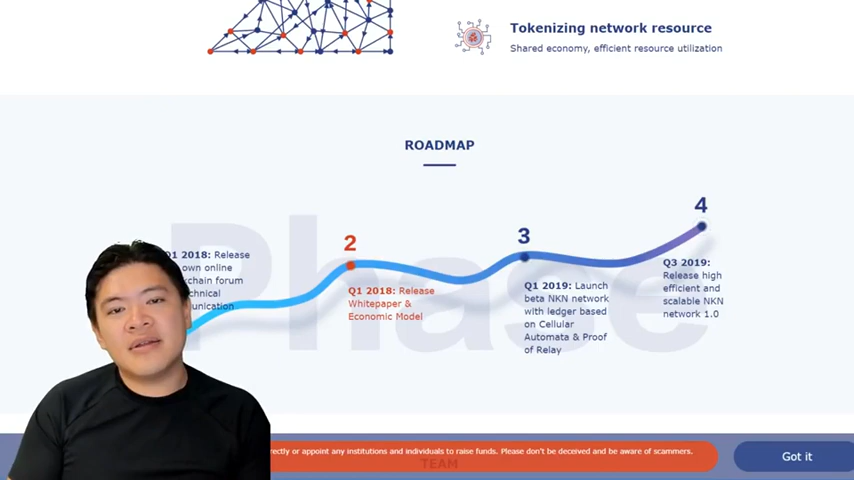 Tokenizing network resource
Shared economy, efficient resource utilization
ROADMAP
Phase
4
3
2
Q1 2018: Release
own online
chain forum
chnical
unication
Q1 2018: Release
Whitepaper &
Economic Model
Q1 2019: Launch
beta NKN network
with ledger based
on Cellular
Automata & Proof
of Relay
Q3 2019:
Release high
efficient and
scalable NKN
network 1.0
rectly or appoint any institutions and individuals to raise funds. Please don't be deceived and be aware of scammers.
Got it
TEAM